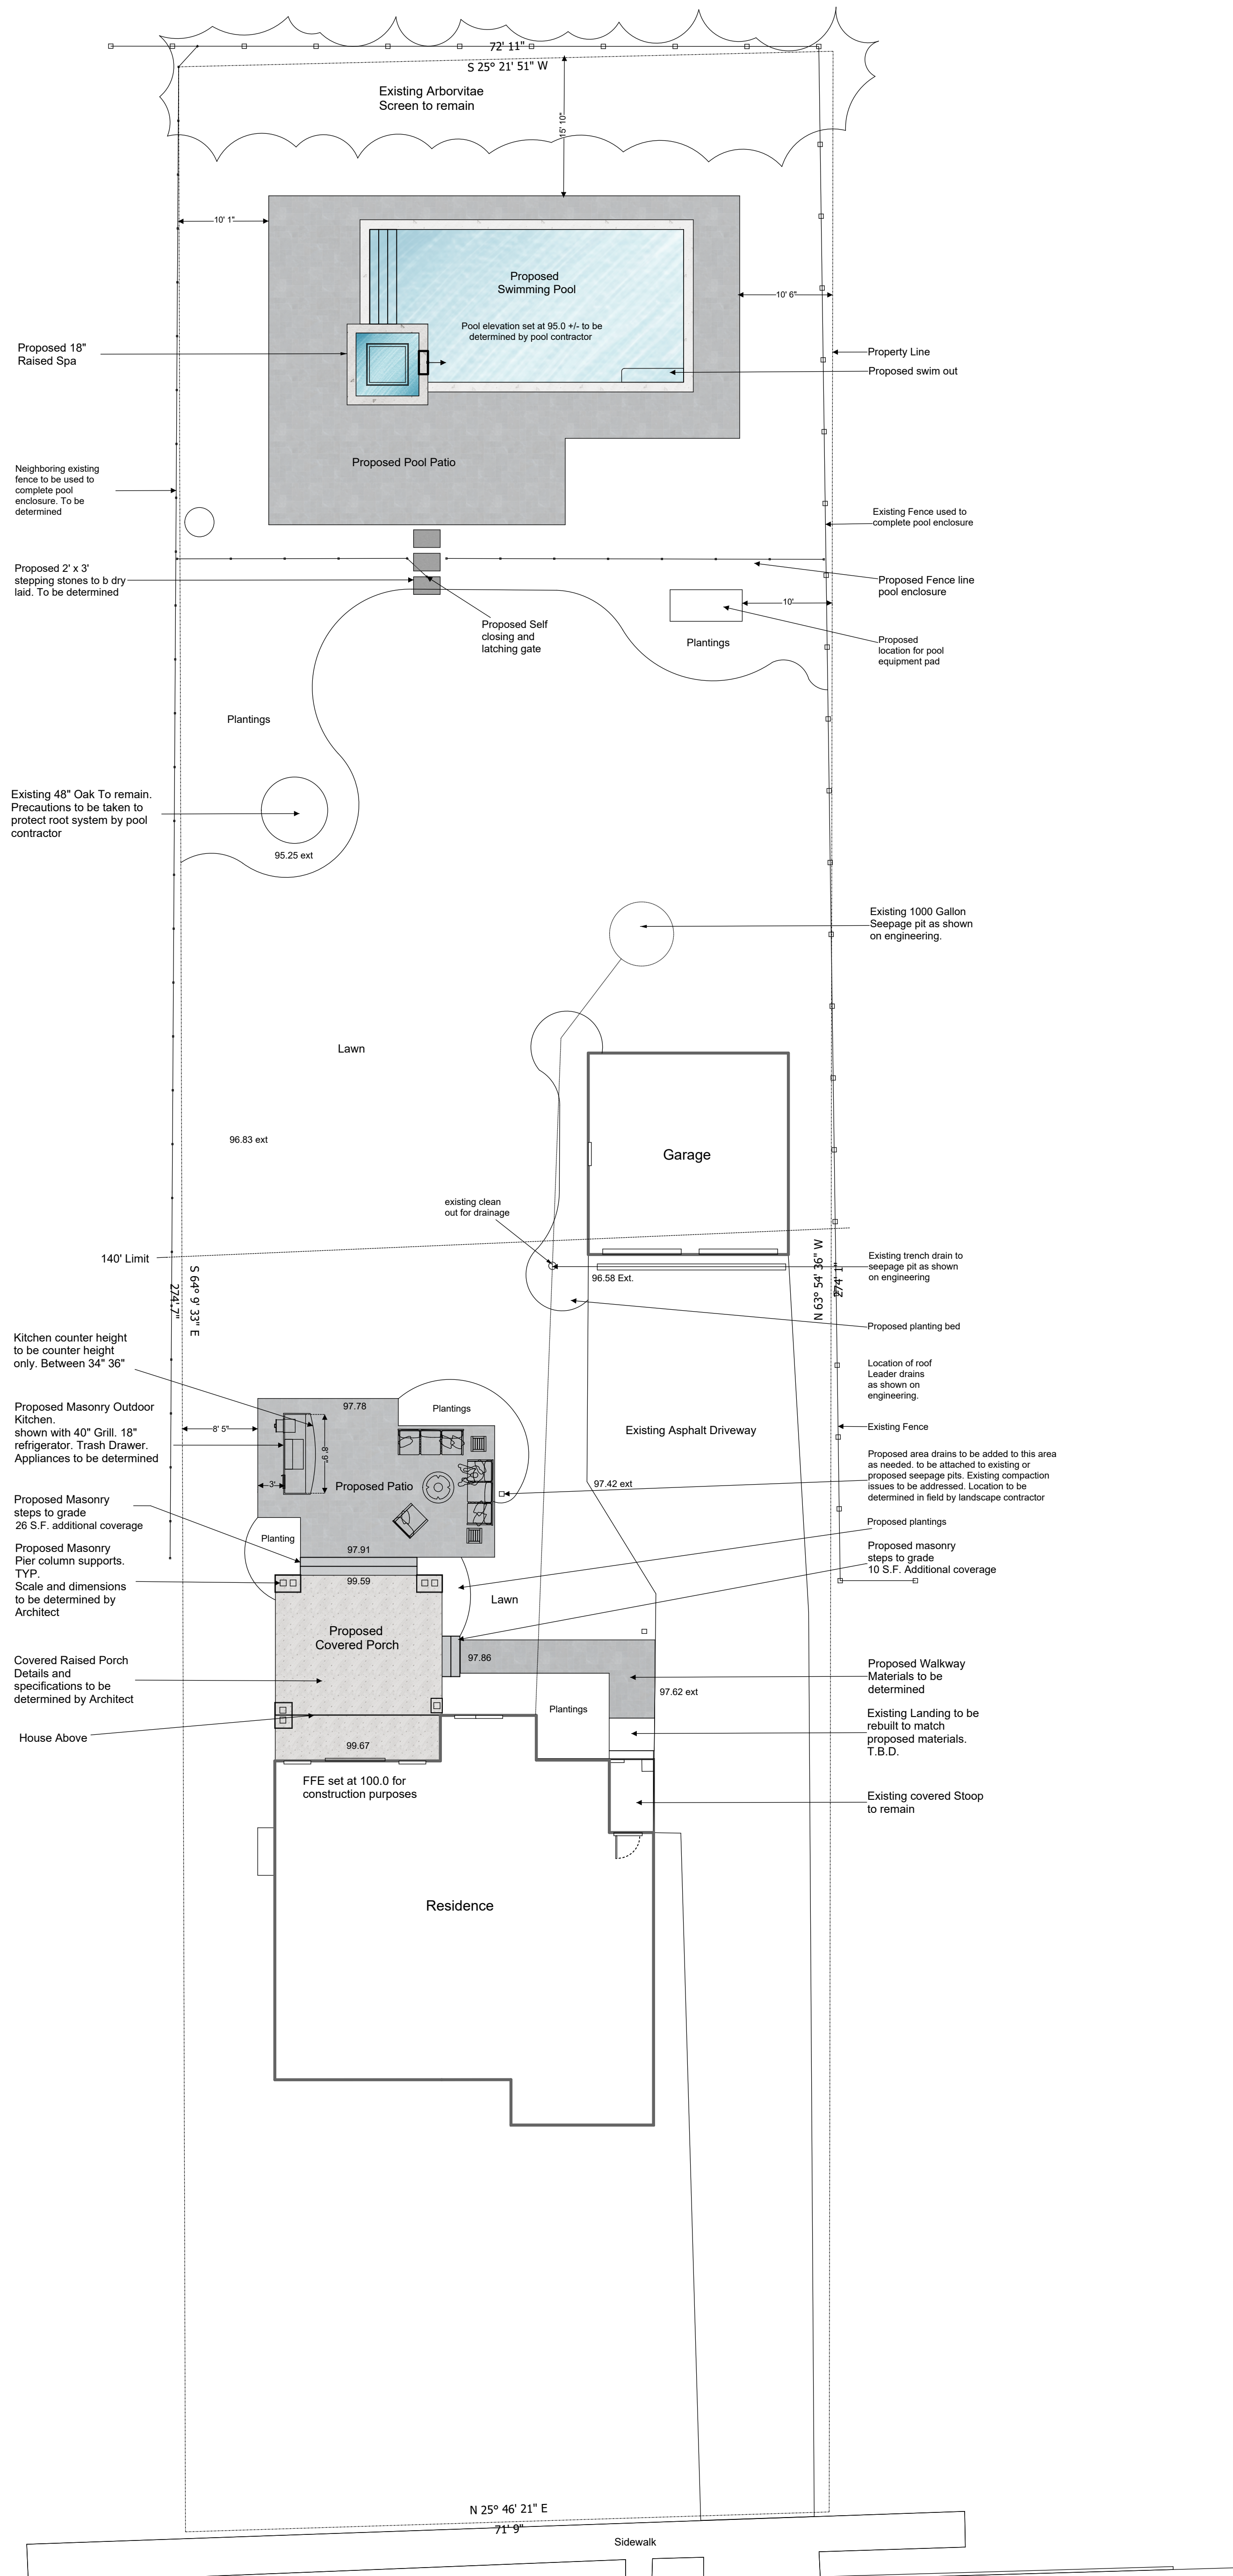 72' 11"
S 25° 21' 51" W
Existing Arborvitae
Screen to remain
15' 10"
10' 1"
Proposed
Swimming Pool
Pool elevation set at 95.0 +/- to be
determined by pool contractor
10' 6"
Proposed 18"
Raised Spa
Property Line
Proposed swim out
Proposed Pool Patio
Neighboring existing
fence to be used to
complete pool
enclosure. To be
determined
Existing Fence used to
complete pool enclosure
Proposed 2' x 3'
stepping stones to b dry
laid. To be determined
Proposed Fence line
pool enclosure
10'
Proposed Self
closing and
latching gate
Plantings
Proposed
location for pool
equipment pad
Plantings
Existing 48" Oak To remain.
Precautions to be taken to
protect root system by pool
contractor
95.25 ext
Existing 1000 Gallon
Seepage pit as shown
on engineering.
Lawn
96.83 ext
Garage
existing clean
out for drainage
140' Limit
S 64° 9' 33" E
274' 7"
N 63° 54' 36" W
274' 1"
Existing trench drain to
seepage pit as shown
on engineering
96.58 Ext.
Proposed planting bed
Kitchen counter height
to be counter height
only. Between 34" 36"
Location of roof
Leader drains
as shown on
engineering.
Proposed Masonry Outdoor
Kitchen.
shown with 40" Grill. 18"
refrigerator. Trash Drawer.
Appliances to be determined
97.78
Plantings
8' 5"
Existing Asphalt Driveway
Existing Fence
Proposed area drains to be added to this area
as needed. to be attached to existing or
proposed seepage pits. Existing compaction
issues to be addressed. Location to be
determined in field by landscape contractor
3'
Proposed Patio
97.42 ext
Proposed Masonry
steps to grade
26 S.F. additional coverage
Proposed plantings
Planting
97.91
Proposed Masonry
Pier column supports.
TYP.
Scale and dimensions
to be determined by
Architect
Proposed masonry
steps to grade
10 S.F. Additional coverage
99.59
Lawn
Proposed
Covered Porch
97.86
Covered Raised Porch
Details and
specifications to be
determined by Architect
Proposed Walkway
Materials to be
determined
97.62 ext
Plantings
House Above
Existing Landing to be
rebuilt to match
proposed materials.
T.B.D.
99.67
FFE set at 100.0 for
construction purposes
Existing covered Stoop
to remain
Residence
N 25° 46' 21" E
71' 9"
Sidewalk